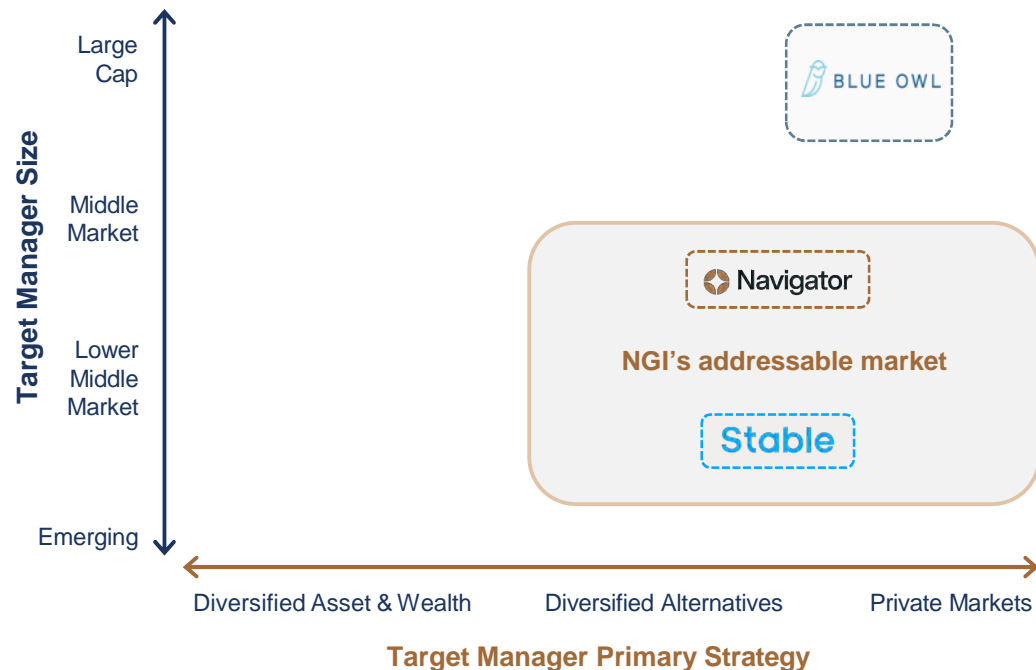 Target Manager Size
Large
Cap
Middle
Market
Lower
Middle
Market
Emerging
BLUE OWL
Navigator
NGI’s addressable market
Stable
Diversified Asset & Wealth
Diversified Alternatives
Private Markets
Target Manager Primary Strategy